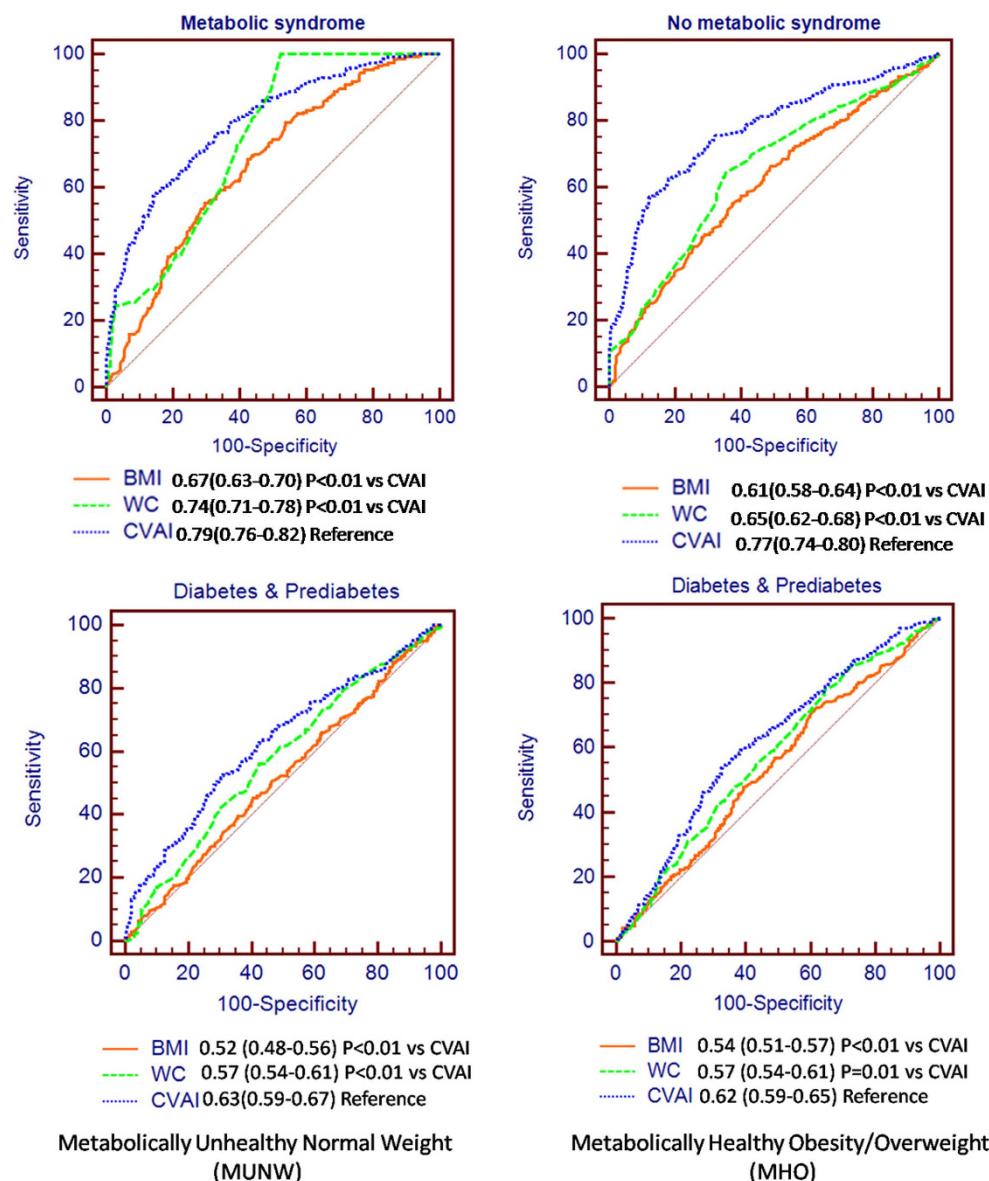 Metabolic syndrome
100
80
60
40
20
0
Sensitivity
0 20 40 60 80 100
100-Specificity
BMI 0.67(0.63-0.70) P<0.01 vs CVAI
WC 0.74(0.71-0.78) P<0.01 vs CVAI
CVAI 0.79(0.76-0.82) Reference
No metabolic syndrome
100
80
60
40
20
0
Sensitivity
0 20 40 60 80 100
100-Specificity
BMI 0.61(0.58-0.64) P<0.01 vs CVAI
WC 0.65(0.62-0.68) P<0.01 vs CVAI
CVAI 0.77(0.74-0.80) Reference
Diabetes & Prediabetes
100
80
60
40
20
0
Sensitivity
0 20 40 60 80 100
100-Specificity
BMI 0.52 (0.48-0.56) P<0.01 vs CVAI
WC 0.57 (0.54-0.61) P<0.01 vs CVAI
CVAI 0.63(0.59-0.67) Reference
Metabolically Unhealthy Normal Weight
(MUNW)
Diabetes & Prediabetes
100
80
60
40
20
0
Sensitivity
0 20 40 60 80 100
100-Specificity
BMI 0.54 (0.51-0.57) P<0.01 vs CVAI
WC 0.57 (0.54-0.61) P=0.01 vs CVAI
CVAI 0.62 (0.59-0.65) Reference
Metabolically Healthy Obesity/Overweight
(MHO)